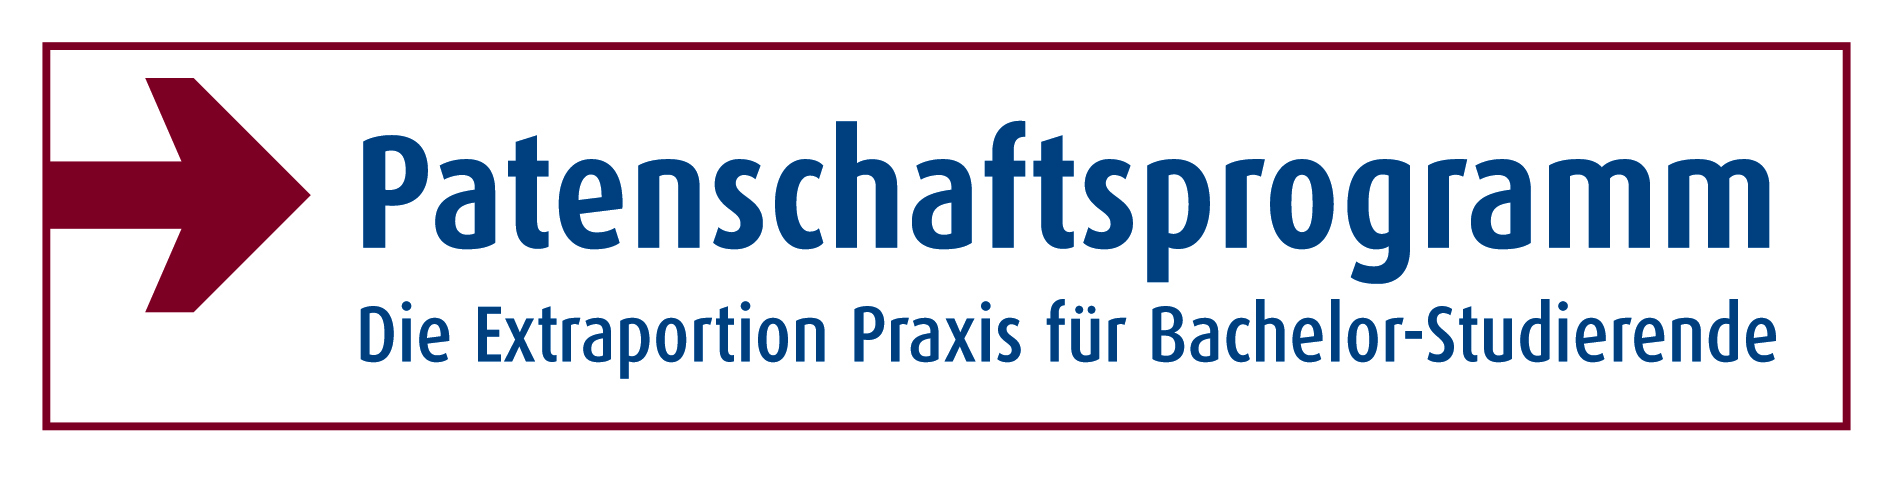 Patenschaftsprogramm
Die Extraportion Praxis für Bachelor-Studierende